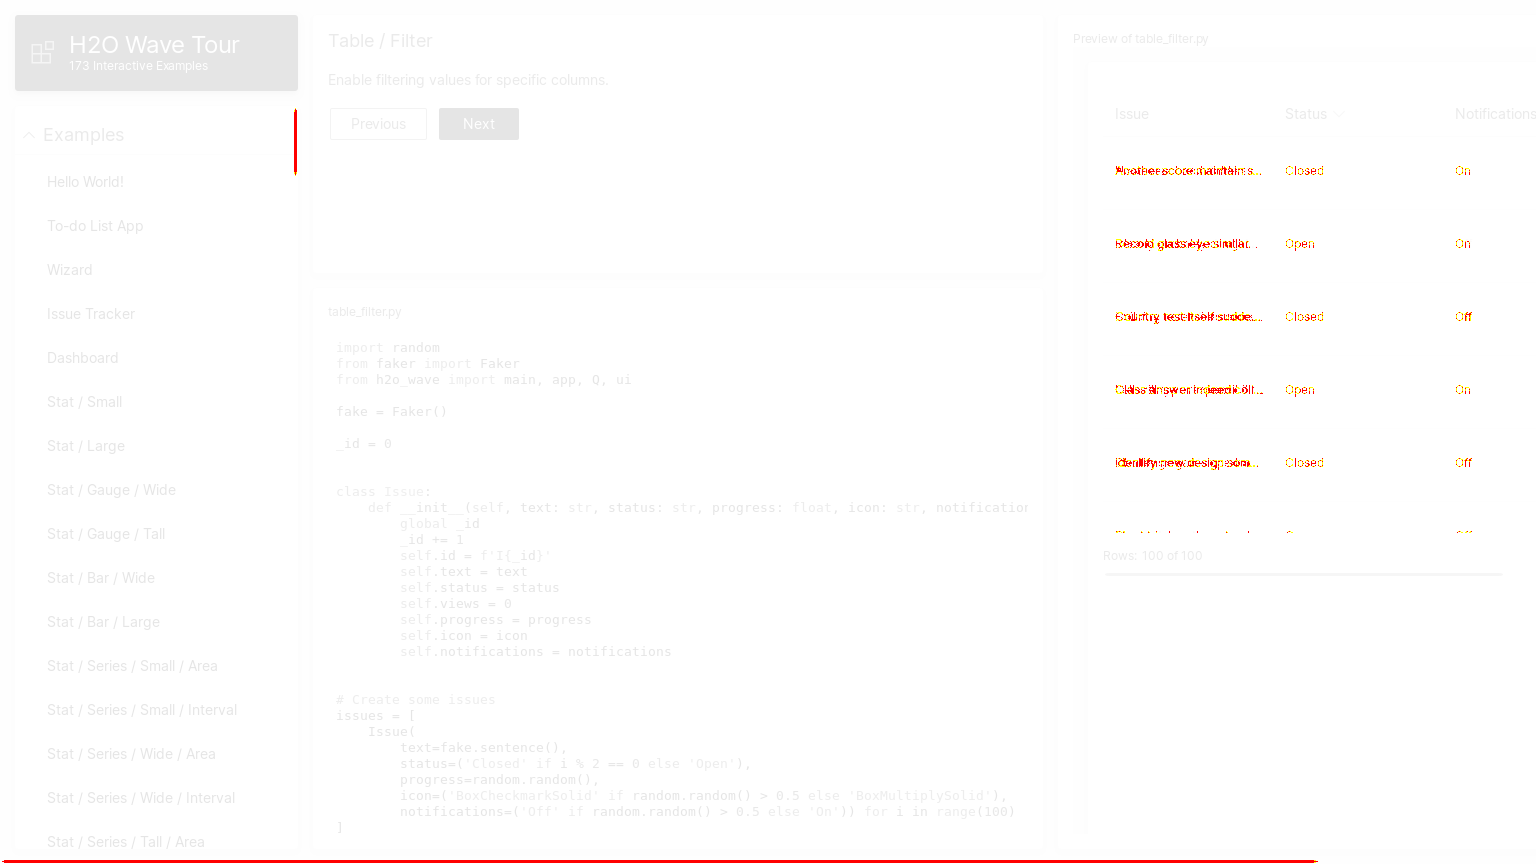 H2O Wave Tour
173 Interactive Examples
Examples
Hello World!
To-do List App
Wizard
Issue Tracker
Dashboard
Stat / Small
Stat / Large
Stat / Gauge / Wide
Stat / Gauge / Tall
Stat / Bar / Wide
Stat / Bar / Large
Stat / Series / Small / Area
Stat / Series / Small / Interval
Stat / Series / Wide / Area
Stat / Series / Wide / Interval
Stat / Series / Tall / Area
Table / Filter
Enable filtering values for specific columns.
Previous
Next
table_filter.py
import random
from faker import Faker
from h2o_wave import main, app, Q, ui
fake = Faker()
_id = 0
class Issue:
def __init__(self, text: str, status: str, progress: float, icon: str, notification
global _id
_id += 1
self.id = f'I{_id}'
self.text = text
self.status = status
self.views = 0
self.progress = progress
self.icon = icon
self.notifications = notifications
# Create some issues
issues = [
Issue(
text=fake.sentence(),
status=('Closed' if i % 2 == 0 else 'Open'),
progress=random.random(),
icon=('BoxCheckmarkSolid' if random.random() > 0.5 else 'BoxMultiplySolid'),
notifications=('Off' if random.random() > 0.5 else 'On')) for i in range(100)
]
Preview of table_filter.py
Issue Status Notifications
Closed On
Open On
Closed Off
Open On
Closed Off
Rows: 100 of 100